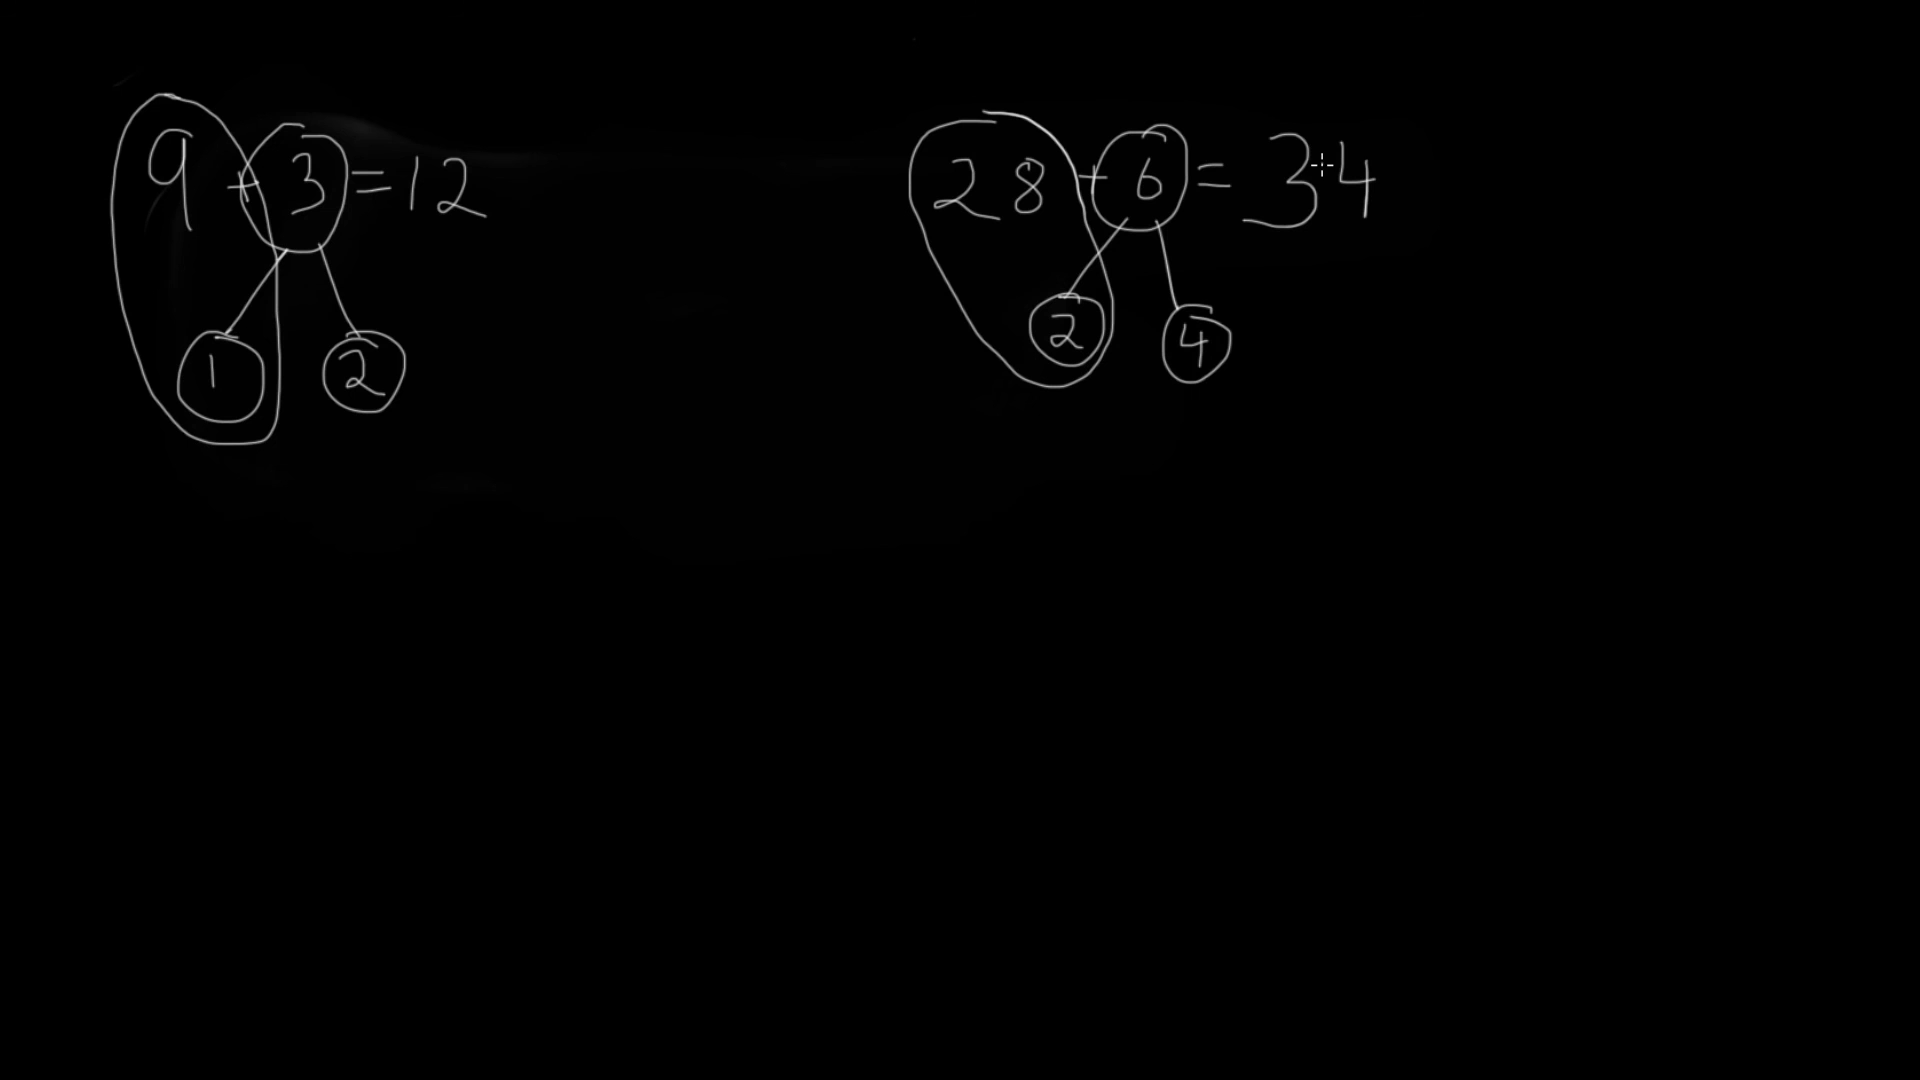 9 + 3 = 12
1 2
28 + 6 = 34
2 4